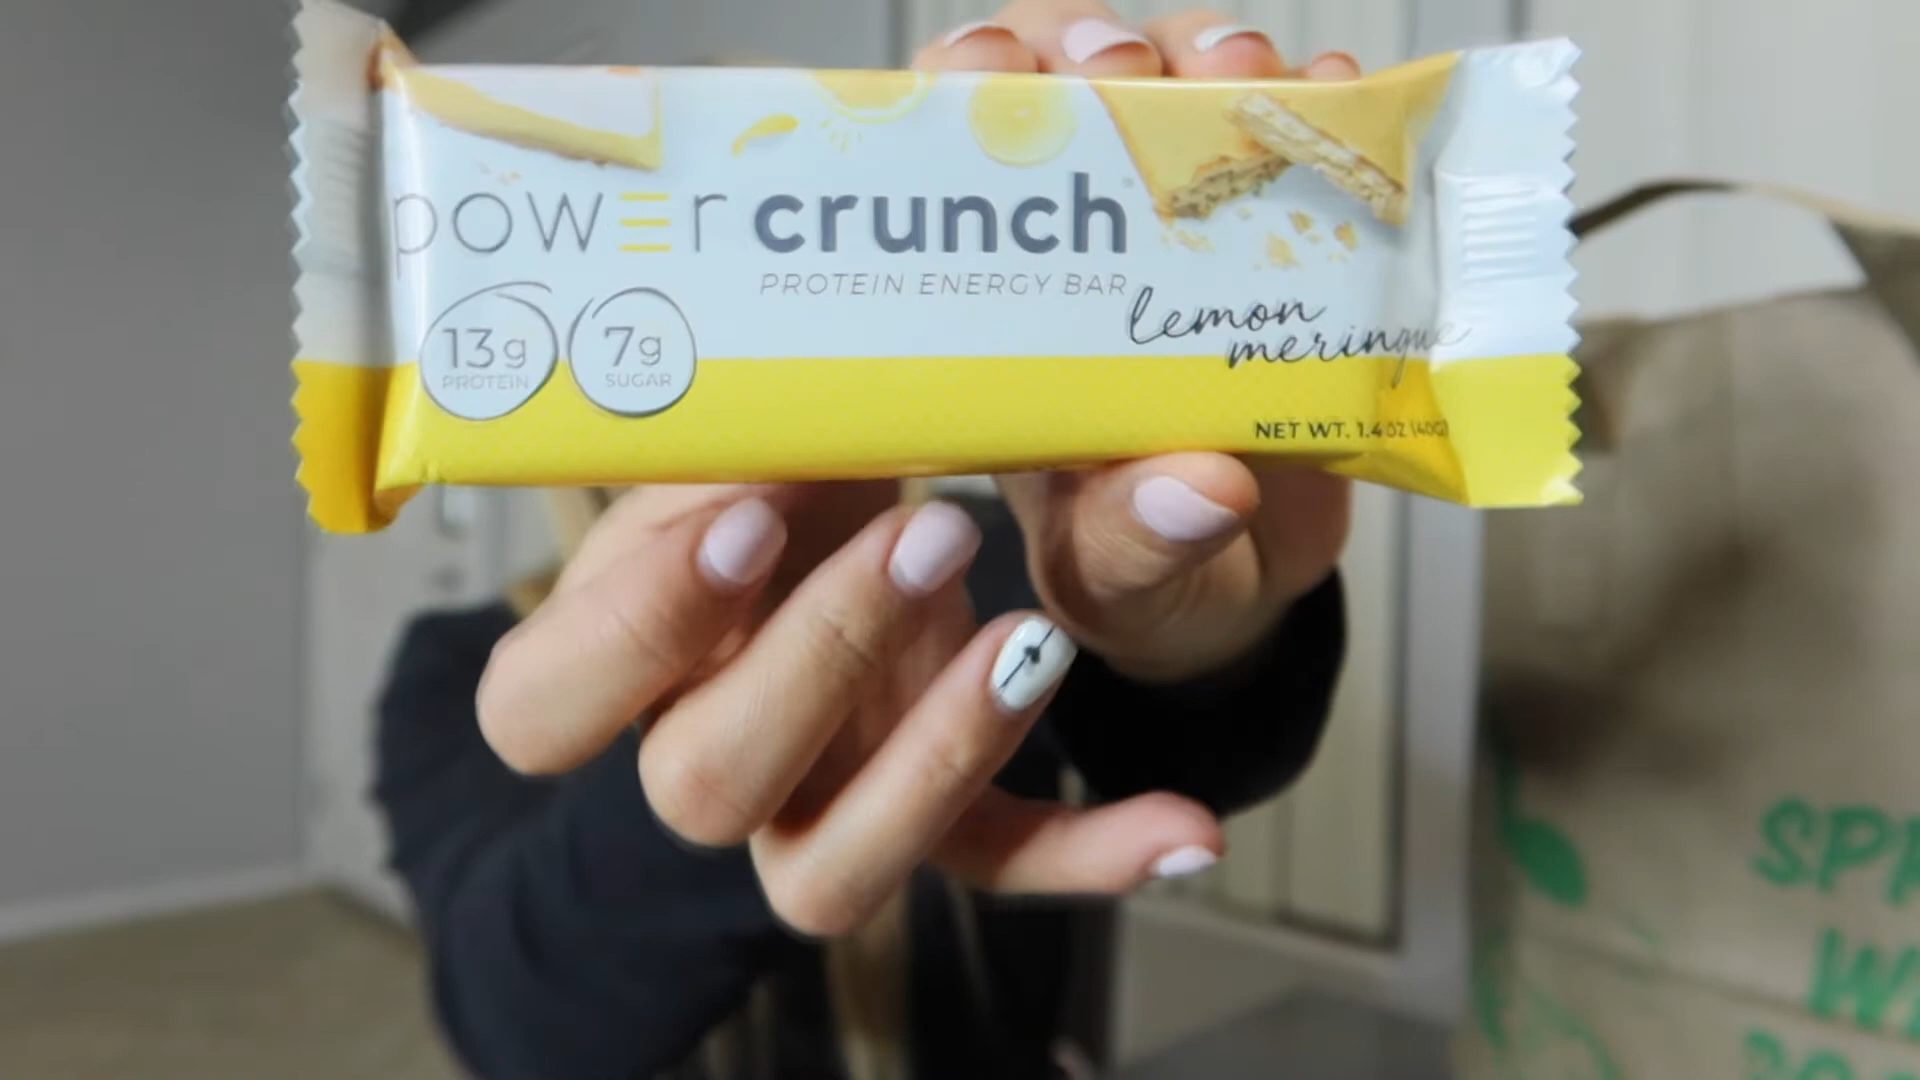 power crunch
PROTEIN ENERGY BAR
lemon
meringue
13g
PROTEIN
7g
SUGAR
NET WT. 1.4 OZ (40G)